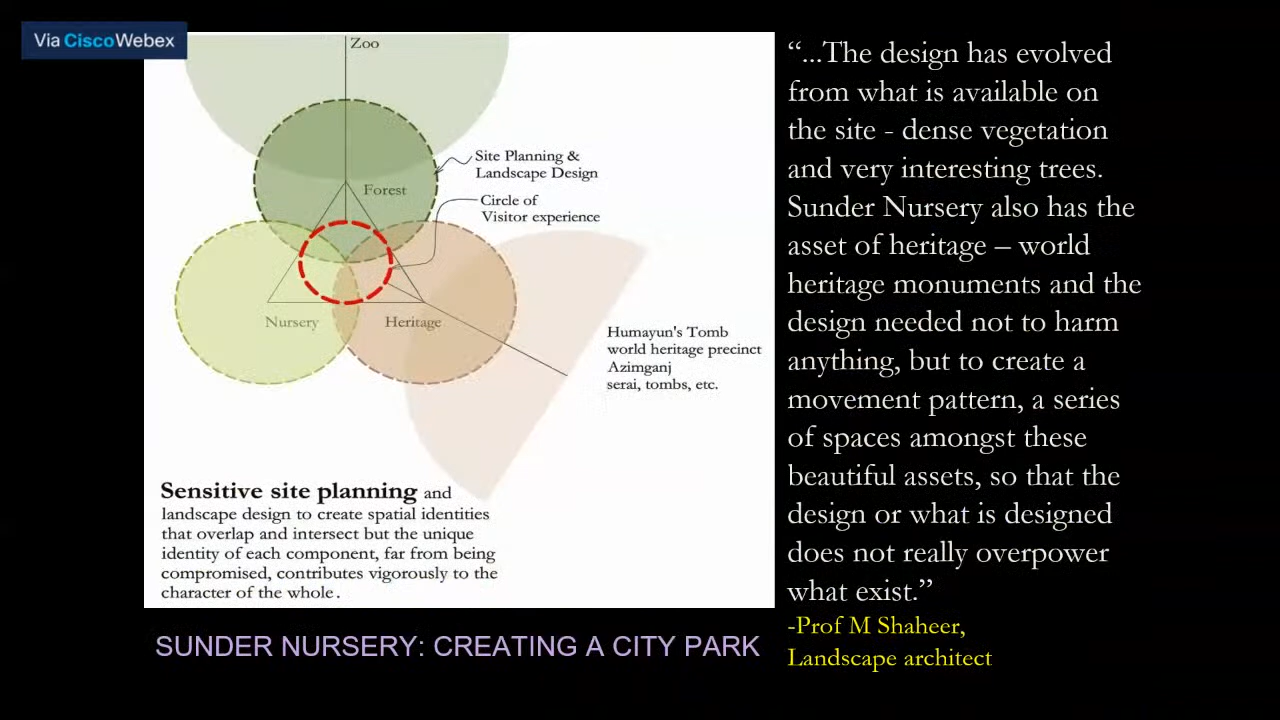 Via CiscoWebex
Zoo
Site Planning &
Landscape Design
Forest
Circle of
Visitor experience
Nursery
Heritage
Humayun's Tomb
world heritage precinct
Azimganj
serai, tombs, etc.
Sensitive site planning and
landscape design to create spatial identities
that overlap and intersect but the unique
identity of each component, far from being
compromised, contributes vigorously to the
character of the whole.
SUNDER NURSERY: CREATING A CITY PARK
“...The design has evolved
from what is available on
the site - dense vegetation
and very interesting trees.
Sunder Nursery also has the
asset of heritage – world
heritage monuments and the
design needed not to harm
anything, but to create a
movement pattern, a series
of spaces amongst these
beautiful assets, so that the
design or what is designed
does not really overpower
what exist.”
-Prof M Shaheer,
Landscape architect